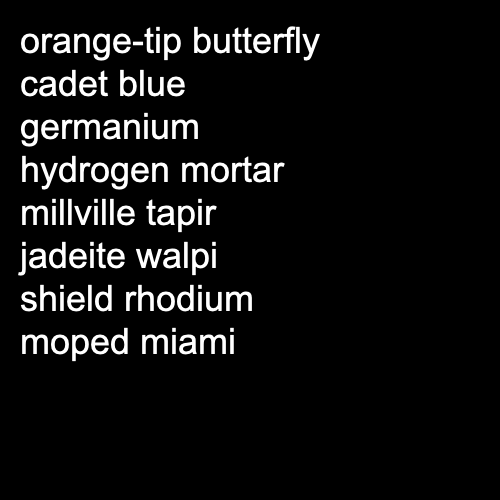 orange-tip butterfly
cadet blue
germanium
hydrogen mortar
millville tapir
jadeite walpi
shield rhodium
moped miami